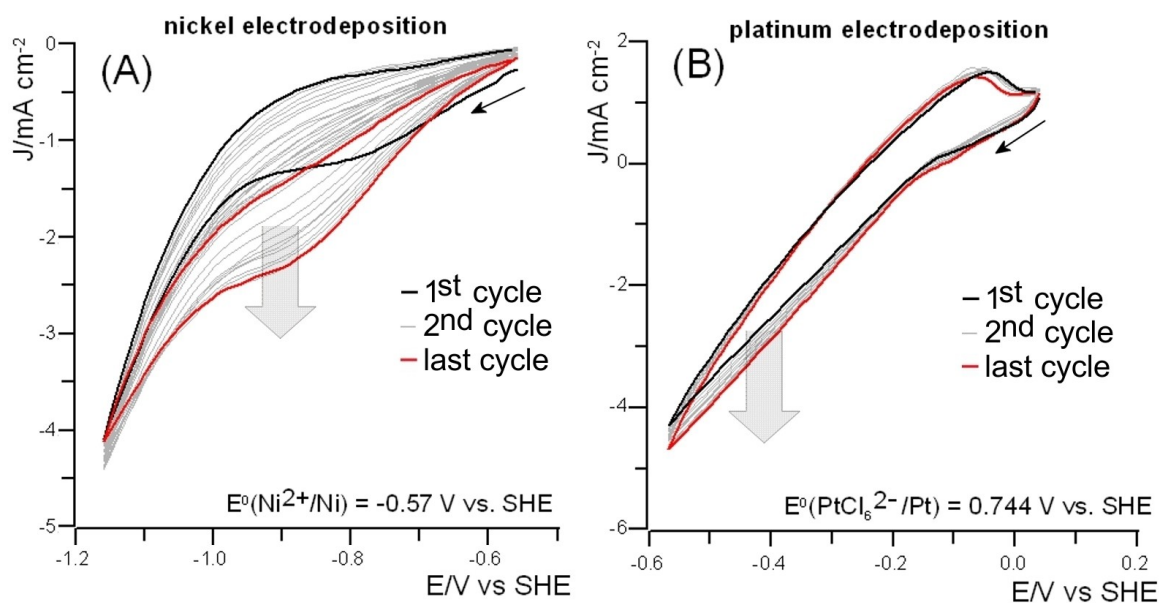 nickel electrodeposition
(A)
J/mA cm-2
0
-1
-2
-3
-4
-5
1st cycle
2nd cycle
last cycle
E0(Ni2+/Ni) = -0.57 V vs. SHE
-1.2 -1.0 -0.8 -0.6
E/V vs SHE
platinum electrodeposition
(B)
J/mA cm-2
2
0
-2
-4
-6
1st cycle
2nd cycle
last cycle
E0(PtCl62-/Pt) = 0.744 V vs. SHE
-0.6 -0.4 -0.2 0.0 0.2
E/V vs SHE